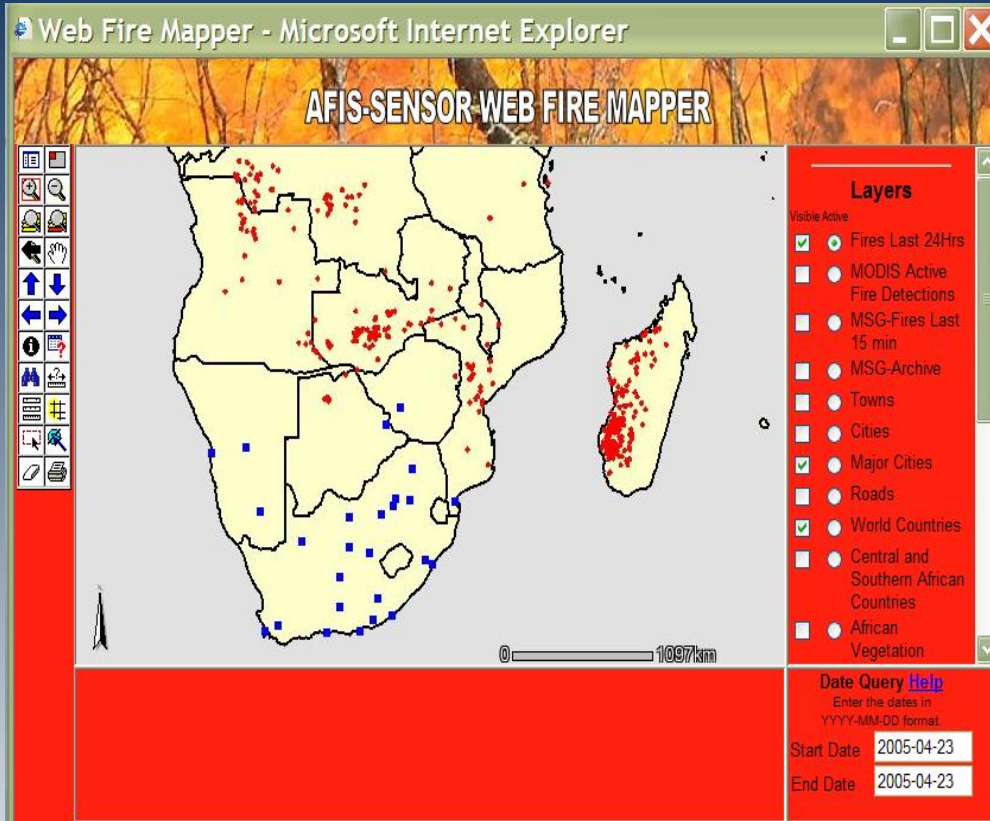 Web Fire Mapper - Microsoft Internet Explorer
AFIS-SENSOR WEB FIRE MAPPER
Layers
Visible Active
Fires Last 24Hrs
MODIS Active
Fire Detections
MSG-Fires Last
15 min
MSG-Archive
Towns
Cities
Major Cities
Roads
World Countries
Central and
Southern African
Countries
African
Vegetation
0 1097km
Date Query Help
Enter the dates in
YYYY-MM-DD format.
Start Date 2005-04-23
End Date 2005-04-23